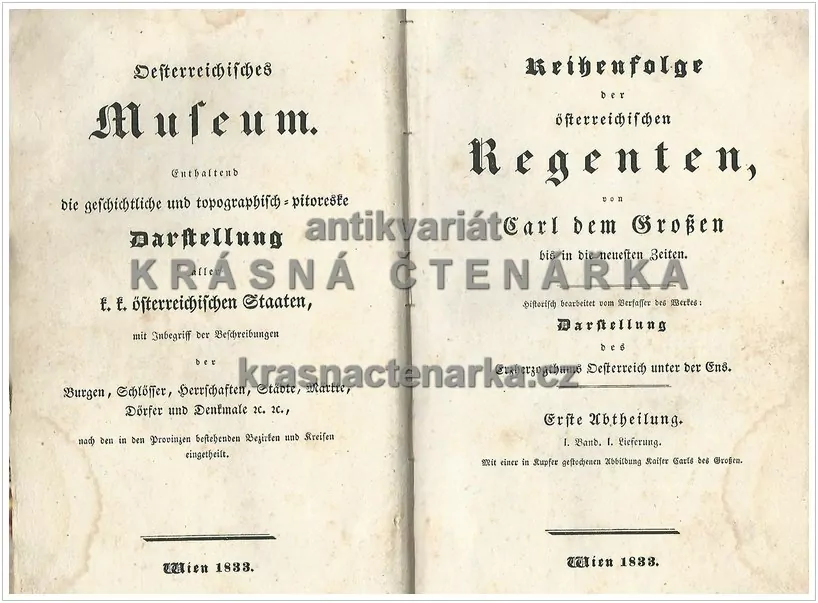 Oesterreichisches
Museum.
Enthaltend
die geschichtliche und topographisch=pitoreske
Darstellung
aller
k. k. österreichischen Staaten,
mit Inbegriff der Beschreibungen
der
Burgen, Schlösser, Herrschaften, Städte, Märkte,
Dörfer und Denkmale ꝛc. ꝛc.,
nach den in den Provinzen bestehenden Bezirken und Kreisen
eingetheilt.
Wien 1833.
Reihenfolge
der
österreichischen
Regenten,
von
Carl dem Großen
bis in die neuesten Zeiten.
Historisch bearbeitet vom Verfasser des Werkes:
Darstellung
des
Erzherzogthums Oesterreich unter der Ens.
Erste Abtheilung.
I. Band. I. Lieferung.
Mit einer in Kupfer gestochenen Abbildung Kaiser Carls des Großen.
Wien 1833.
antikvariát
KRÁSNÁ ČTENÁŘKA
krasnactenarka.cz